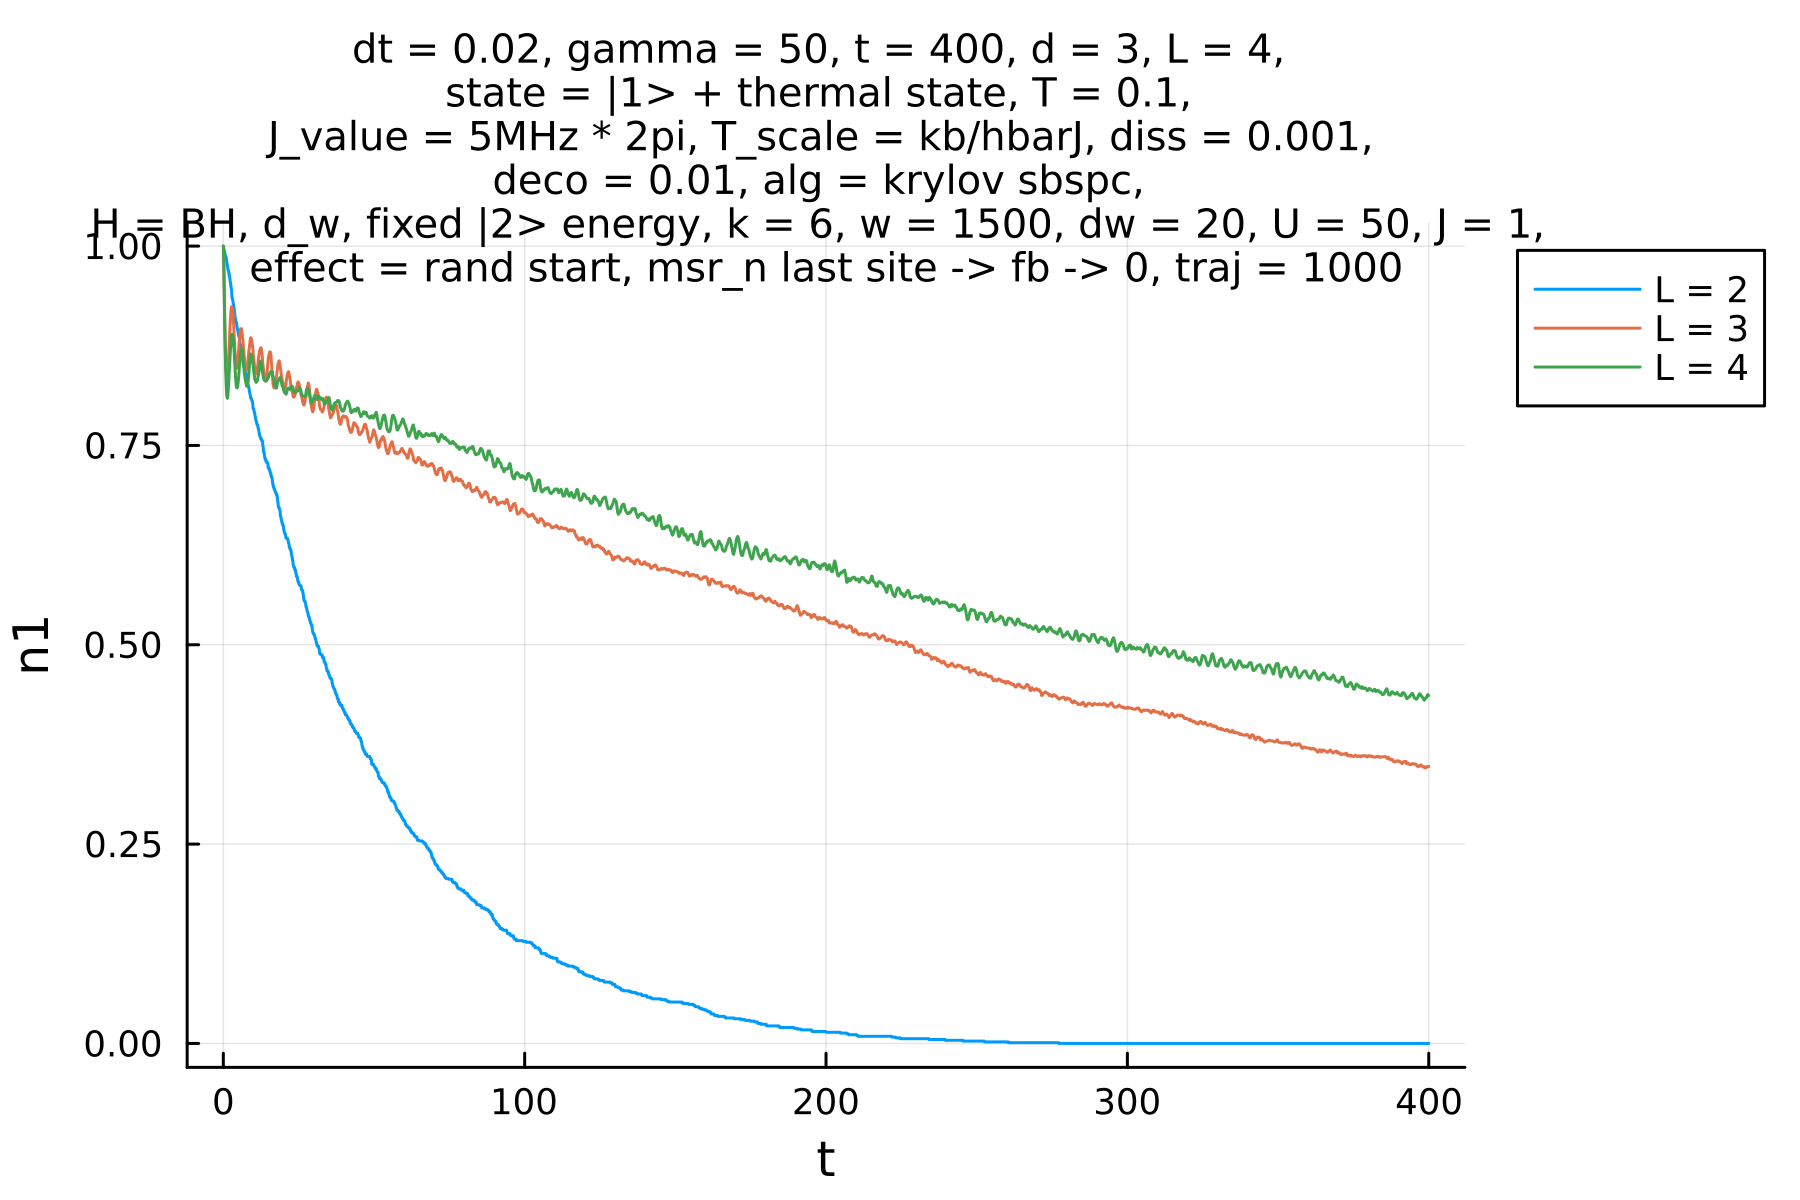 dt = 0.02, gamma = 50, t = 400, d = 3, L = 4,
state = |1> + thermal state, T = 0.1,
J_value = 5MHz * 2pi, T_scale = kb/hbarJ, diss = 0.001,
deco = 0.01, alg = krylov sbspc,
H = BH, d_w, fixed |2> energy, k = 6, w = 1500, dw = 20, U = 50, J = 1,
effect = rand start, msr_n last site -> fb -> 0, traj = 1000
1.00
0.75
0.50
0.25
0.00
n1
0 100 200 300 400
t
L = 2
L = 3
L = 4